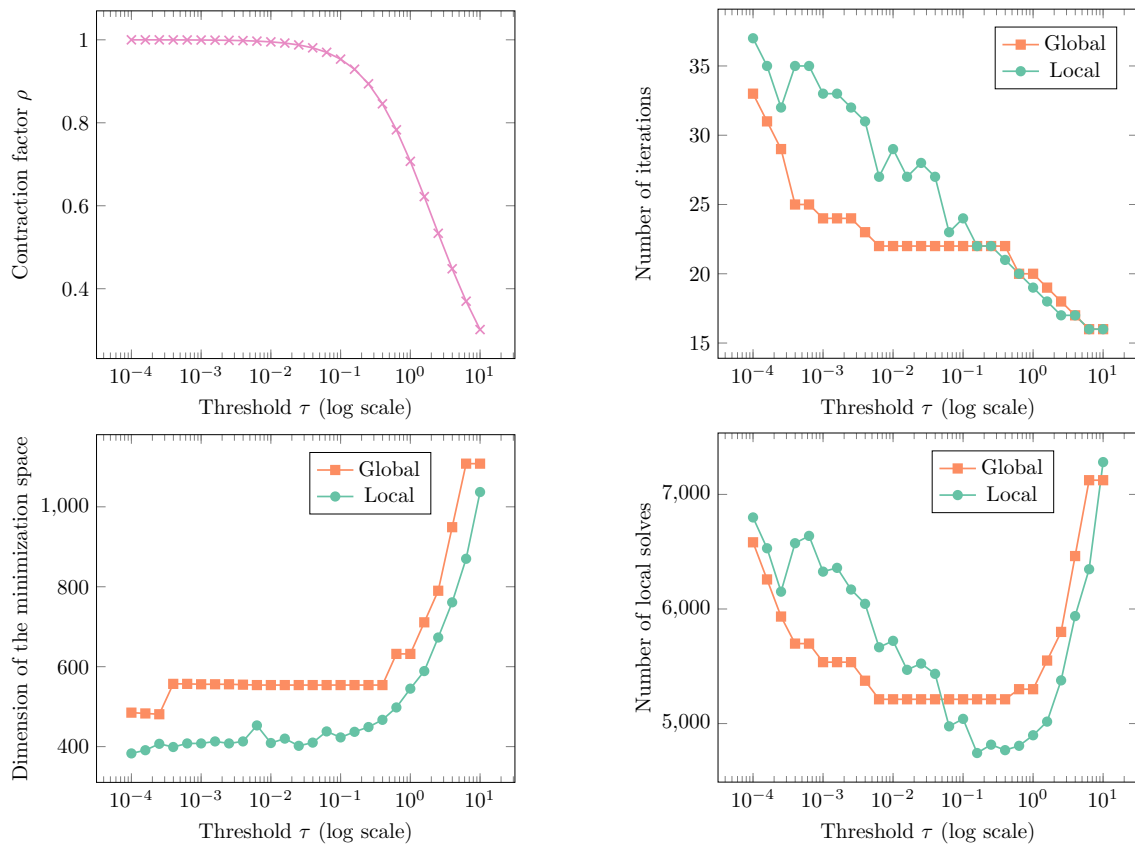 Contraction factor ρ
1
0.8
0.6
0.4
10^−4 10^−3 10^−2 10^−1 10^0 10^1
Threshold τ (log scale)
Number of iterations
35
30
25
20
15
Global
Local
10^−4 10^−3 10^−2 10^−1 10^0 10^1
Threshold τ (log scale)
Dimension of the minimization space
1,000
800
600
400
Global
Local
10^−4 10^−3 10^−2 10^−1 10^0 10^1
Threshold τ (log scale)
Number of local solves
7,000
6,000
5,000
Global
Local
10^−4 10^−3 10^−2 10^−1 10^0 10^1
Threshold τ (log scale)